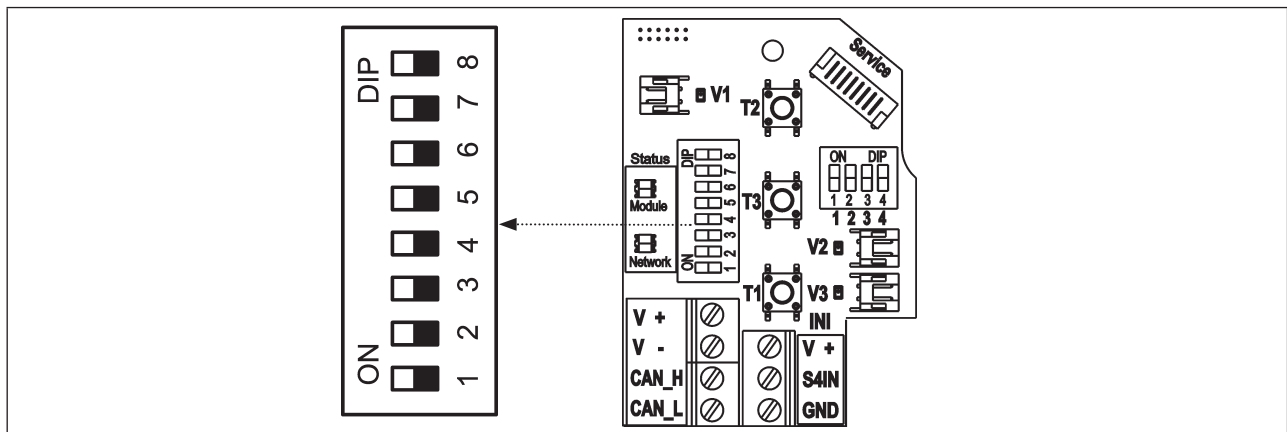 DIP
8
7
6
5
4
3
2
1
ON
Service
V1
T2
Status
DIP
8
7
6
5
4
3
2
1
ON
Module
Network
T3
ON DIP
1 2 3 4
1 2 3 4
V2
T1
V3
INI
V +
V -
CAN_H
CAN_L
V +
S4IN
GND